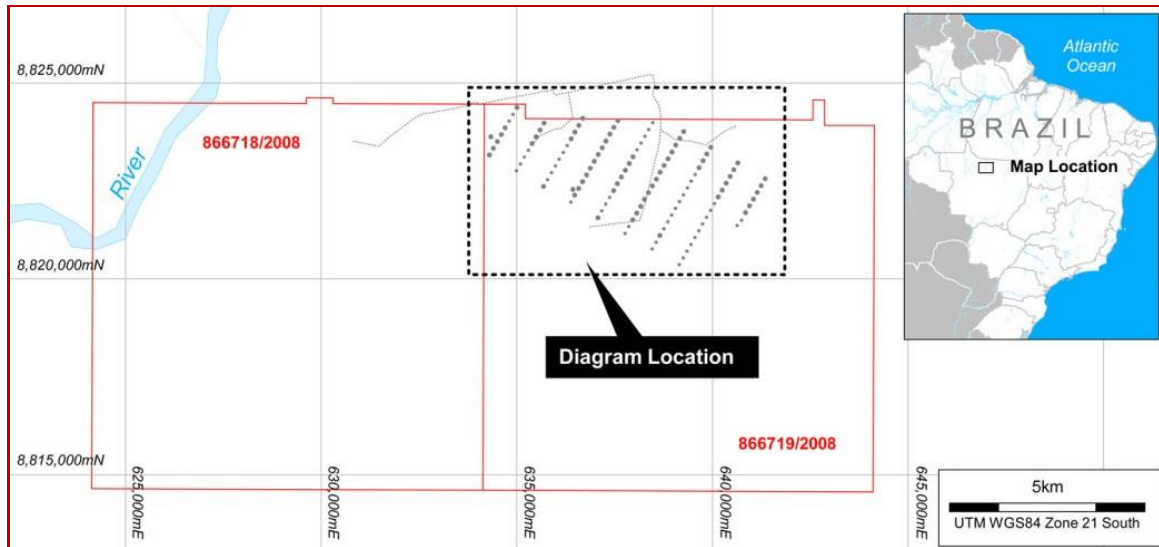 8,825,000mN
866718/2008
River
8,820,000mN
Diagram Location
866719/2008
8,815,000mN
625,000mE
630,000mE
635,000mE
640,000mE
645,000mE
Atlantic
Ocean
BRAZIL
Map Location
5km
UTM WGS84 Zone 21 South